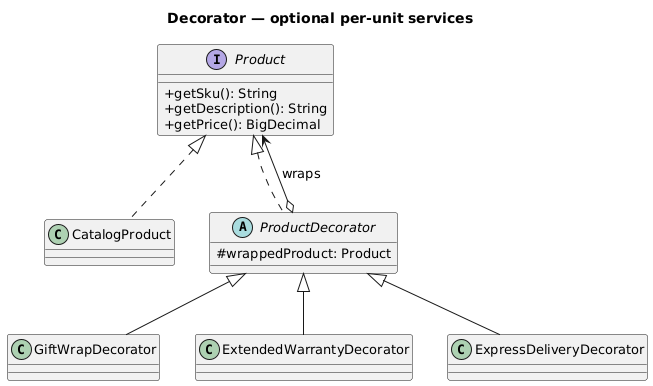 Decorator — optional per-unit services
I Product
+getSku(): String
+getDescription(): String
+getPrice(): BigDecimal
wraps
C CatalogProduct
A ProductDecorator
#wrappedProduct: Product
C GiftWrapDecorator
C ExtendedWarrantyDecorator
C ExpressDeliveryDecorator